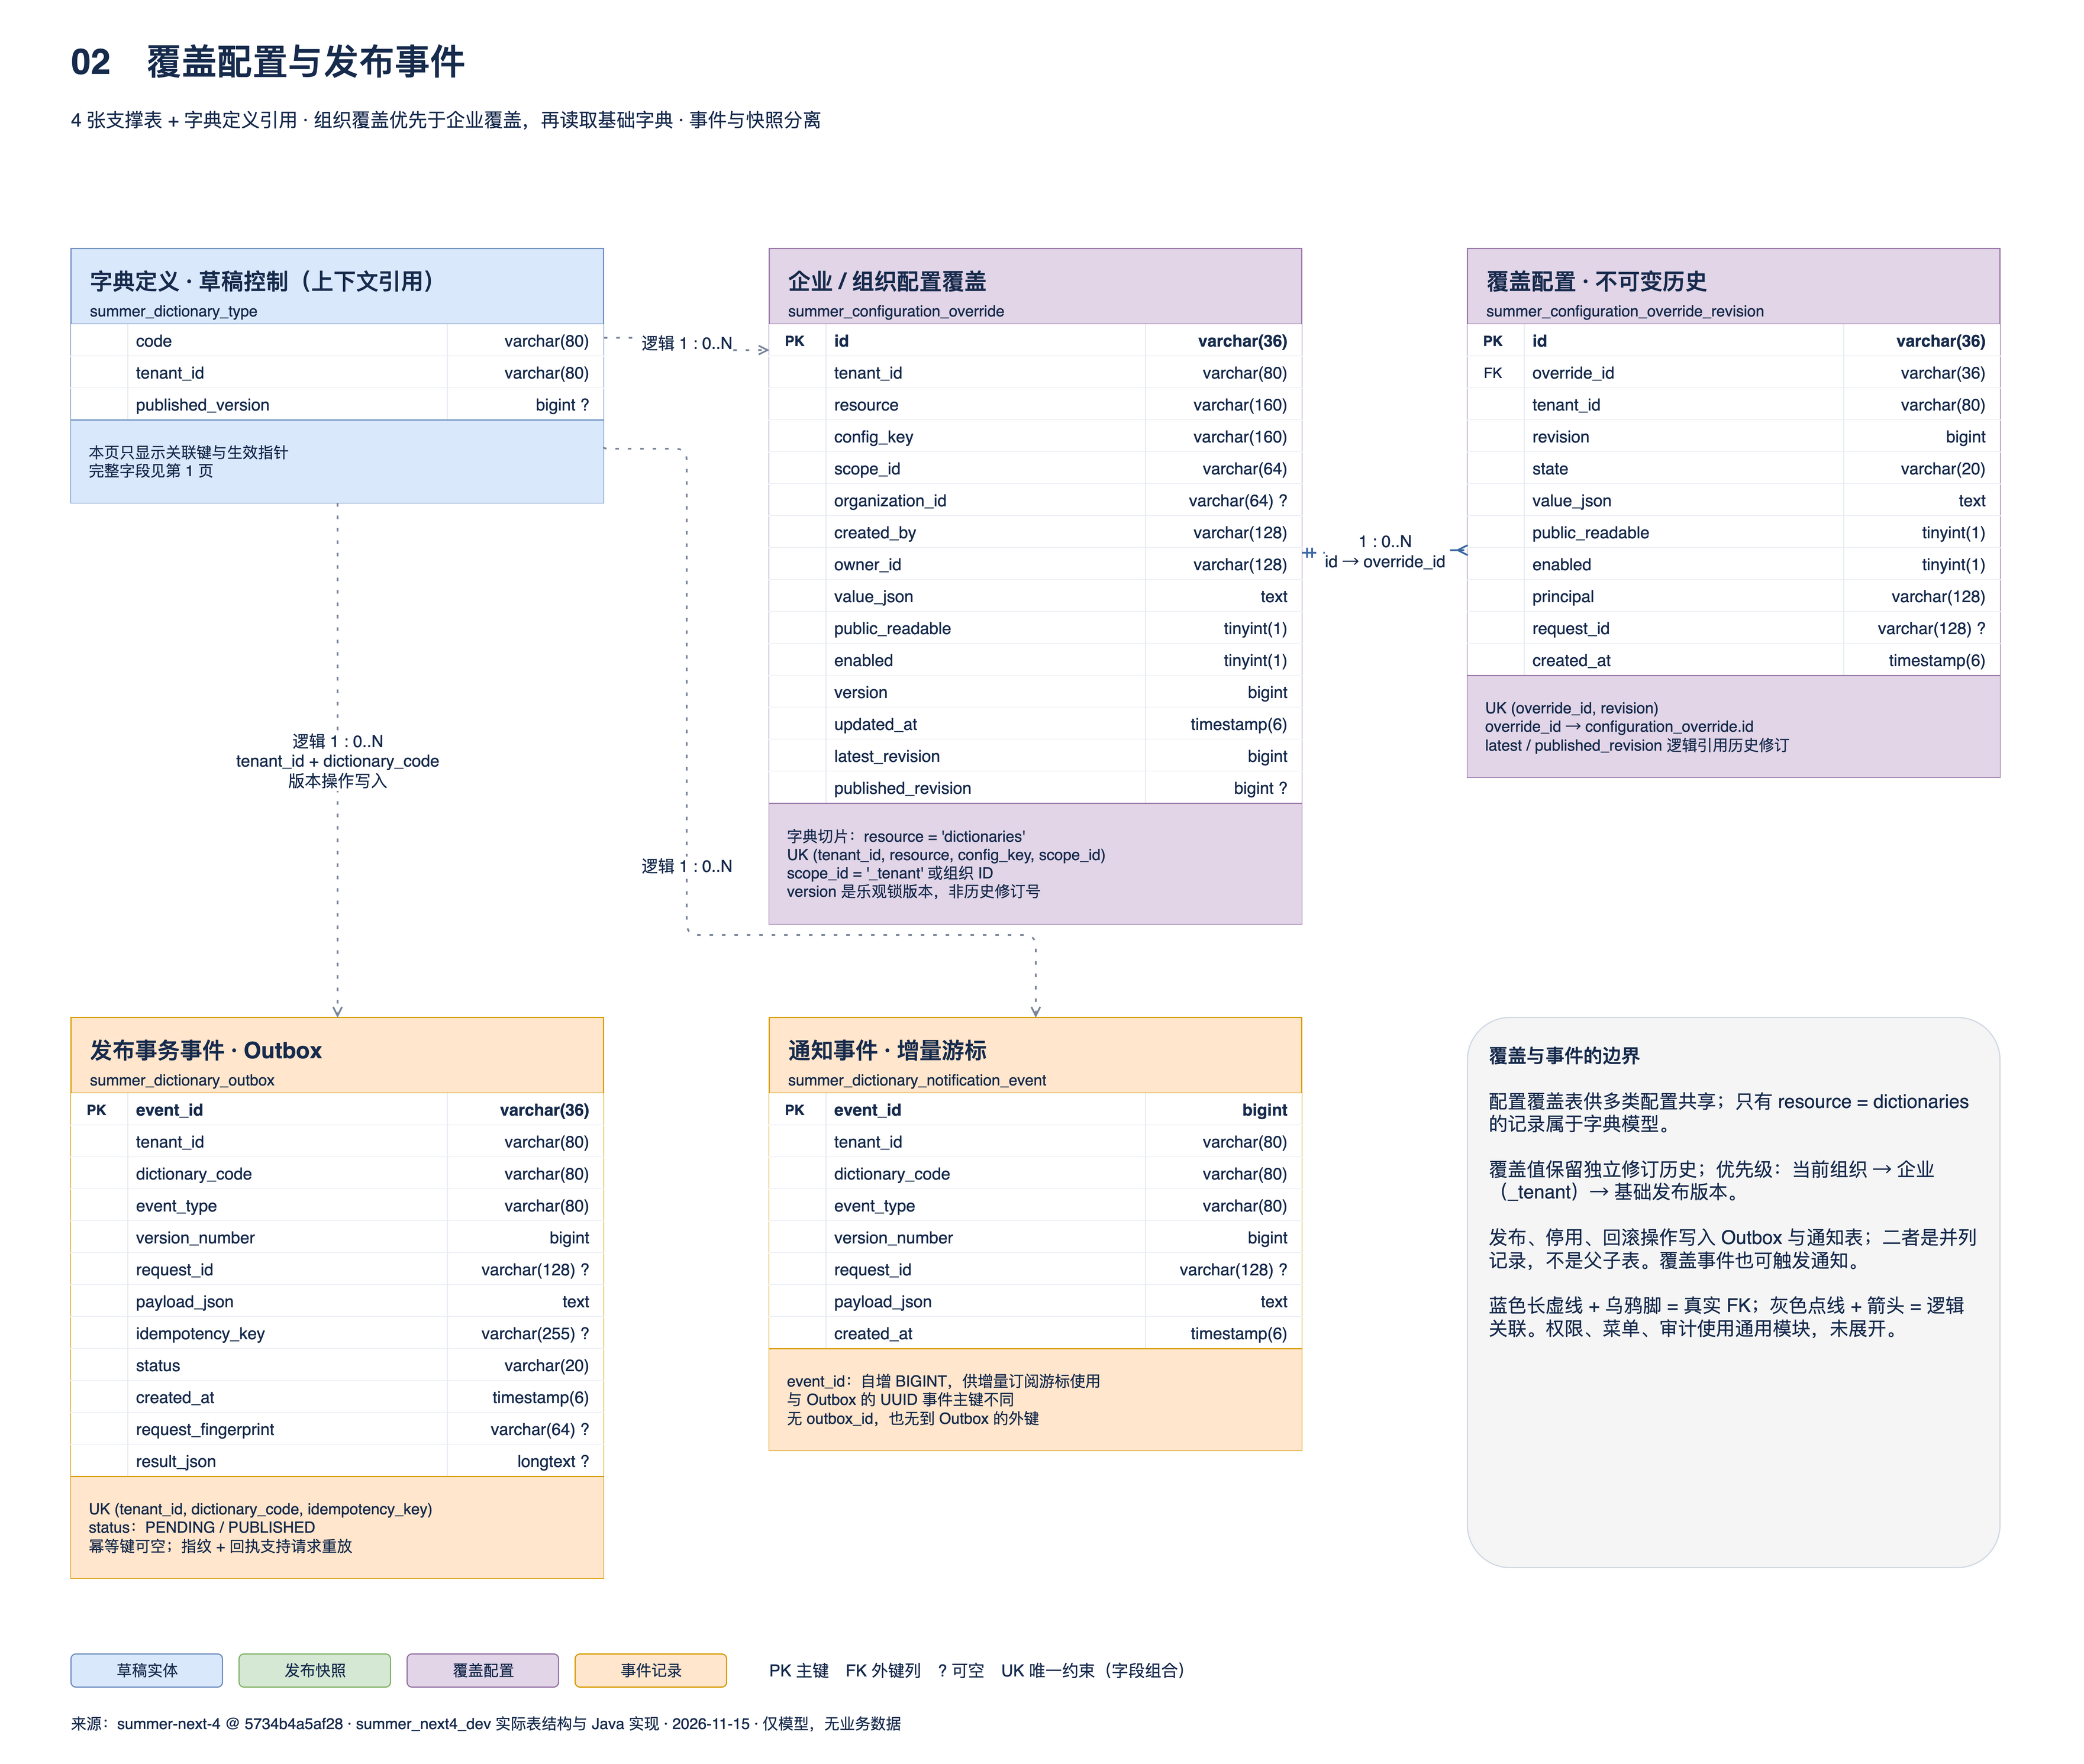 02 覆盖配置与发布事件
4 张支撑表 + 字典定义引用 · 组织覆盖优先于企业覆盖，再读取基础字典 · 事件与快照分离
字典定义 · 草稿控制（上下文引用）
summer_dictionary_type
code varchar(80)
tenant_id varchar(80)
published_version bigint ?
本页只显示关联键与生效指针
完整字段见第 1 页
逻辑 1 : 0..N
企业 / 组织配置覆盖
summer_configuration_override
PK id varchar(36)
tenant_id varchar(80)
resource varchar(160)
config_key varchar(160)
scope_id varchar(64)
organization_id varchar(64) ?
created_by varchar(128)
owner_id varchar(128)
value_json text
public_readable tinyint(1)
enabled tinyint(1)
version bigint
updated_at timestamp(6)
latest_revision bigint
published_revision bigint ?
字典切片：resource = 'dictionaries'
UK (tenant_id, resource, config_key, scope_id)
scope_id = '_tenant' 或组织 ID
version 是乐观锁版本，非历史修订号
1 : 0..N
id → override_id
覆盖配置 · 不可变历史
summer_configuration_override_revision
PK id varchar(36)
FK override_id varchar(36)
tenant_id varchar(80)
revision bigint
state varchar(20)
value_json text
public_readable tinyint(1)
enabled tinyint(1)
principal varchar(128)
request_id varchar(128) ?
created_at timestamp(6)
UK (override_id, revision)
override_id → configuration_override.id
latest / published_revision 逻辑引用历史修订
逻辑 1 : 0..N
tenant_id + dictionary_code
版本操作写入
逻辑 1 : 0..N
发布事务事件 · Outbox
summer_dictionary_outbox
PK event_id varchar(36)
tenant_id varchar(80)
dictionary_code varchar(80)
event_type varchar(80)
version_number bigint
request_id varchar(128) ?
payload_json text
idempotency_key varchar(255) ?
status varchar(20)
created_at timestamp(6)
request_fingerprint varchar(64) ?
result_json longtext ?
UK (tenant_id, dictionary_code, idempotency_key)
status：PENDING / PUBLISHED
幂等键可空；指纹 + 回执支持请求重放
通知事件 · 增量游标
summer_dictionary_notification_event
PK event_id bigint
tenant_id varchar(80)
dictionary_code varchar(80)
event_type varchar(80)
version_number bigint
request_id varchar(128) ?
payload_json text
created_at timestamp(6)
event_id：自增 BIGINT，供增量订阅游标使用
与 Outbox 的 UUID 事件主键不同
无 outbox_id，也无到 Outbox 的外键
覆盖与事件的边界
配置覆盖表供多类配置共享；只有 resource = dictionaries
的记录属于字典模型。
覆盖值保留独立修订历史；优先级：当前组织 → 企业
（_tenant）→ 基础发布版本。
发布、停用、回滚操作写入 Outbox 与通知表；二者是并列
记录，不是父子表。覆盖事件也可触发通知。
蓝色长虚线 + 乌鸦脚 = 真实 FK；灰色点线 + 箭头 = 逻辑
关联。权限、菜单、审计使用通用模块，未展开。
草稿实体 发布快照 覆盖配置 事件记录 PK 主键 FK 外键列 ? 可空 UK 唯一约束（字段组合）
来源：summer-next-4 @ 5734b4a5af28 · summer_next4_dev 实际表结构与 Java 实现 · 2026-11-15 · 仅模型，无业务数据